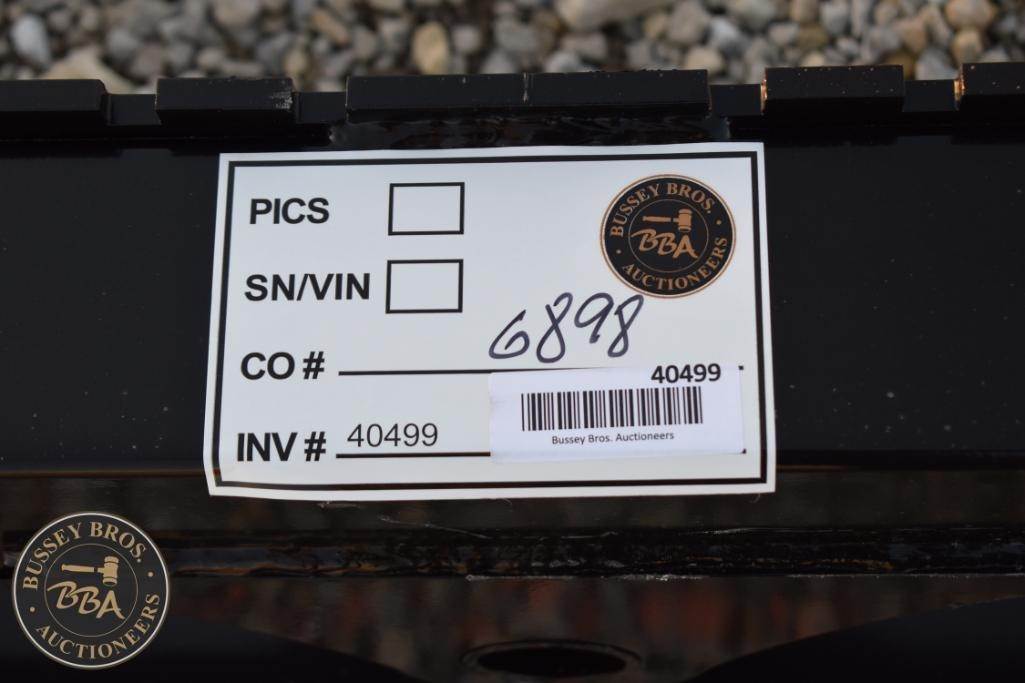 PICS
BUSSEY BROS.
BBA
AUCTIONEERS
SN/VIN
6898
CO #
40499
INV # 40499
Bussey Bros. Auctioneers
BUSSEY BROS.
BBA
AUCTIONEERS